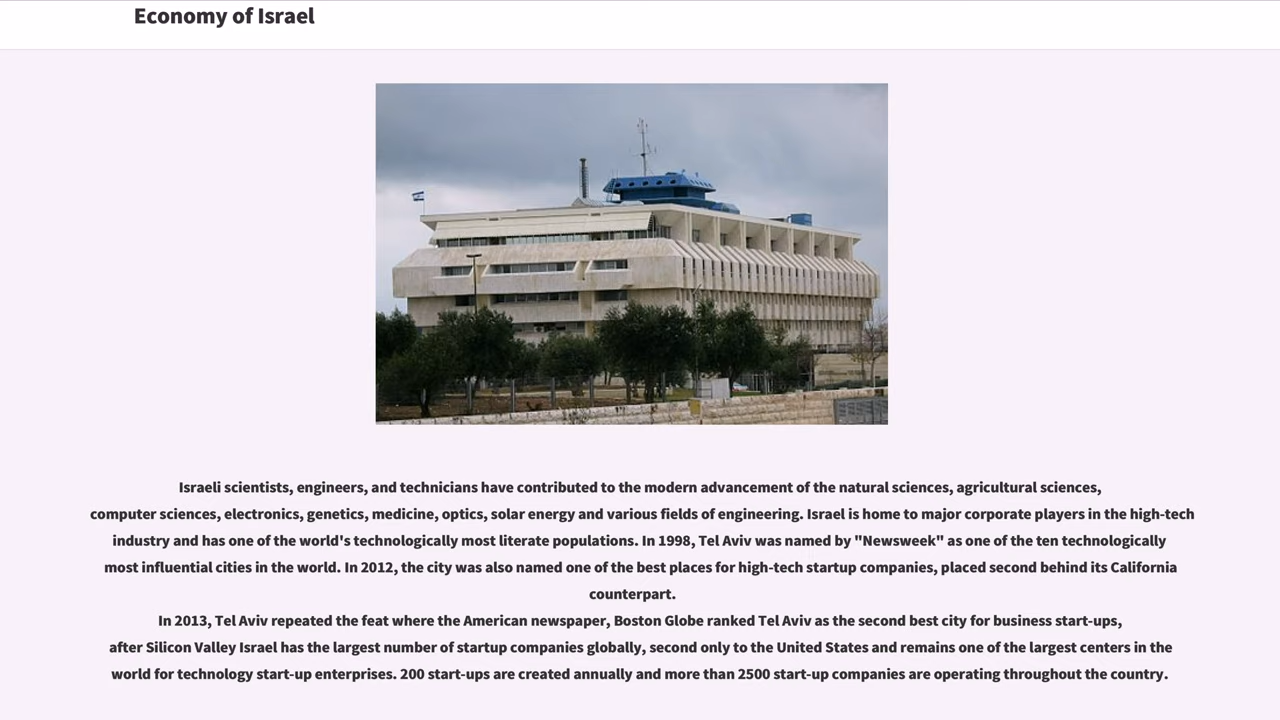 Economy of Israel
Israeli scientists, engineers, and technicians have contributed to the modern advancement of the natural sciences, agricultural sciences,
computer sciences, electronics, genetics, medicine, optics, solar energy and various fields of engineering. Israel is home to major corporate players in the high-tech
industry and has one of the world's technologically most literate populations. In 1998, Tel Aviv was named by "Newsweek" as one of the ten technologically
most influential cities in the world. In 2012, the city was also named one of the best places for high-tech startup companies, placed second behind its California
counterpart.
In 2013, Tel Aviv repeated the feat where the American newspaper, Boston Globe ranked Tel Aviv as the second best city for business start-ups,
after Silicon Valley Israel has the largest number of startup companies globally, second only to the United States and remains one of the largest centers in the
world for technology start-up enterprises. 200 start-ups are created annually and more than 2500 start-up companies are operating throughout the country.